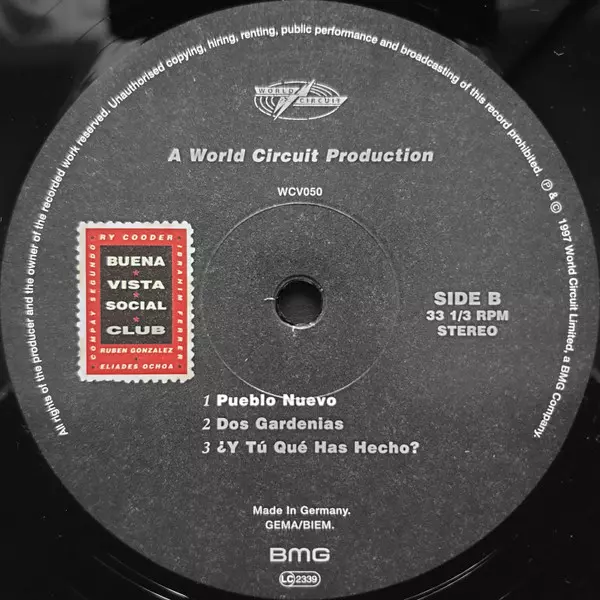 All rights of the producer and the owner of the recorded work reserved. Unauthorised copying, hiring, renting, public performance and broadcasting of this record prohibited. ℗ & © 1997 World Circuit Limited, a BMG Company.
WORLD
CIRCUIT
A World Circuit Production
WCV050
RY COODER
COMPAY SEGUNDO
IBRAHIM FERRER
BUENA
VISTA
SOCIAL
CLUB
RUBEN GONZALEZ
ELIADES OCHOA
SIDE B
33 1/3 RPM
STEREO
1 Pueblo Nuevo
2 Dos Gardenias
3 ¿Y Tú Qué Has Hecho?
Made In Germany.
GEMA/BIEM.
BMG
LC 2339